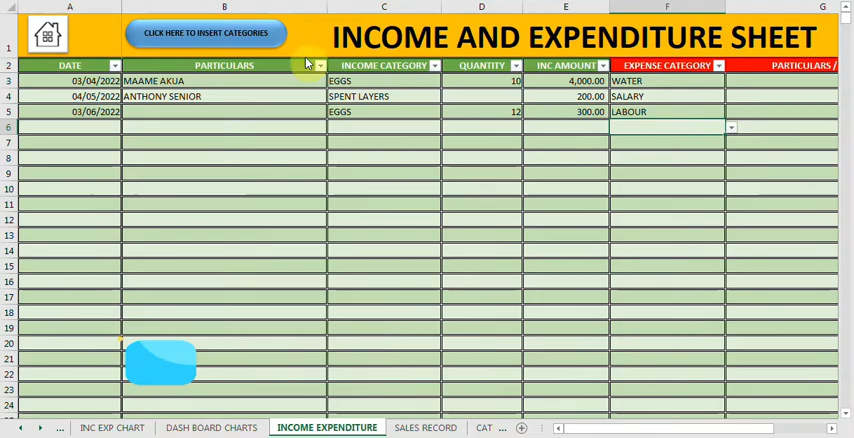 A B C D E F G
1 CLICK HERE TO INSERT CATEGORIES INCOME AND EXPENDITURE SHEET
2 DATE PARTICULARS INCOME CATEGORY QUANTITY INC AMOUNT EXPENSE CATEGORY PARTICULARS /
3 03/04/2022 MAAME AKUA EGGS 10 4,000.00 WATER
4 04/05/2022 ANTHONY SENIOR SPENT LAYERS 200.00 SALARY
5 03/06/2022 EGGS 12 300.00 LABOUR
6
7
8
9
10
11
12
13
14
15
16
17
18
19
20
21
22
23
24
... INC EXP CHART DASH BOARD CHARTS INCOME EXPENDITURE SALES RECORD CAT ...